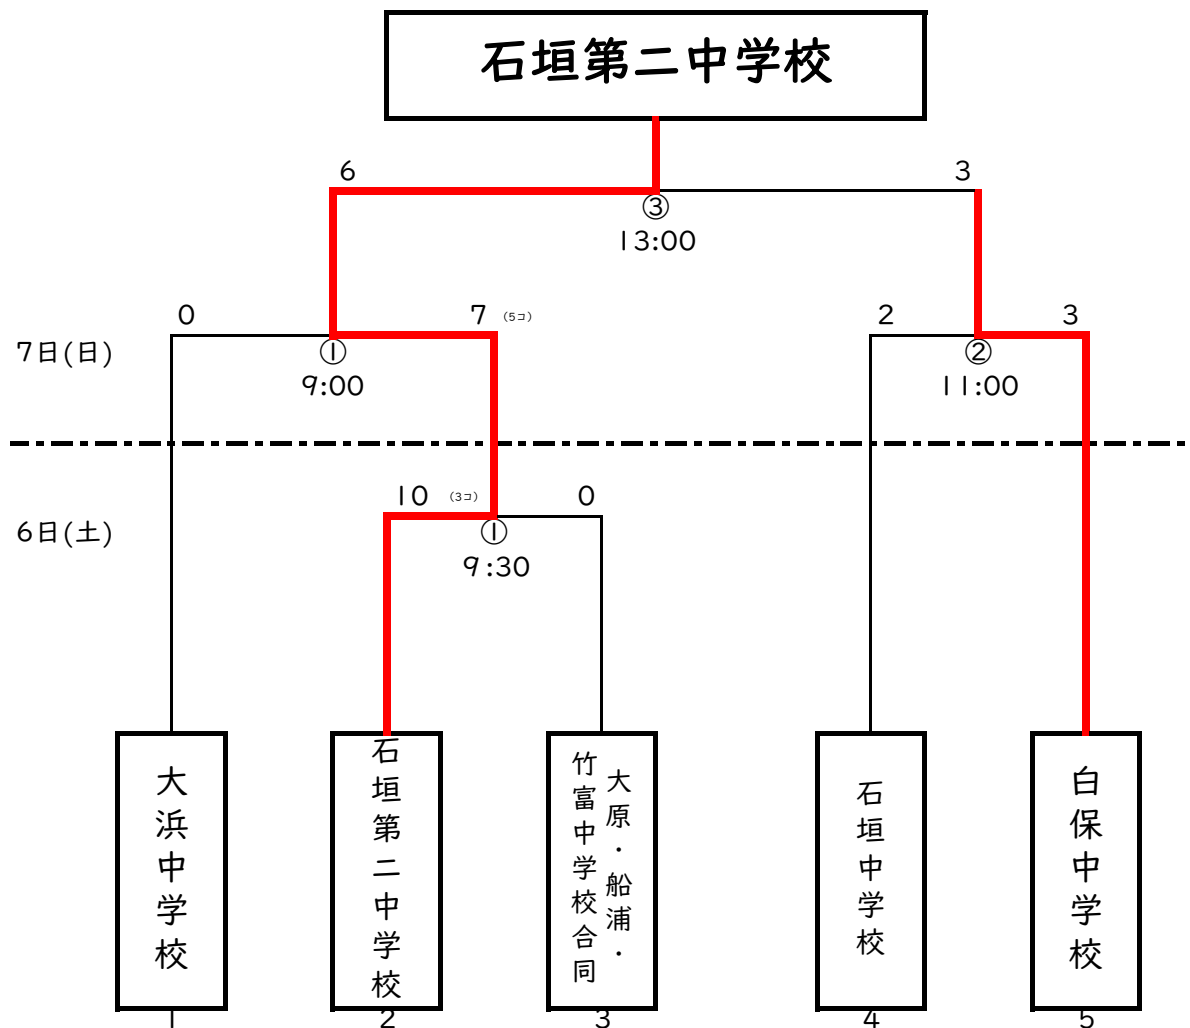 石垣第二中学校
6
3
③
13:00
0
7 (5コ)
2
3
7日(日)
①
9:00
②
11:00
10 (3コ)
0
6日(土)
①
9:30
大浜中学校
石垣第二中学校
大原・船浦・
竹富中学校合同
石垣中学校
白保中学校
1
2
3
4
5